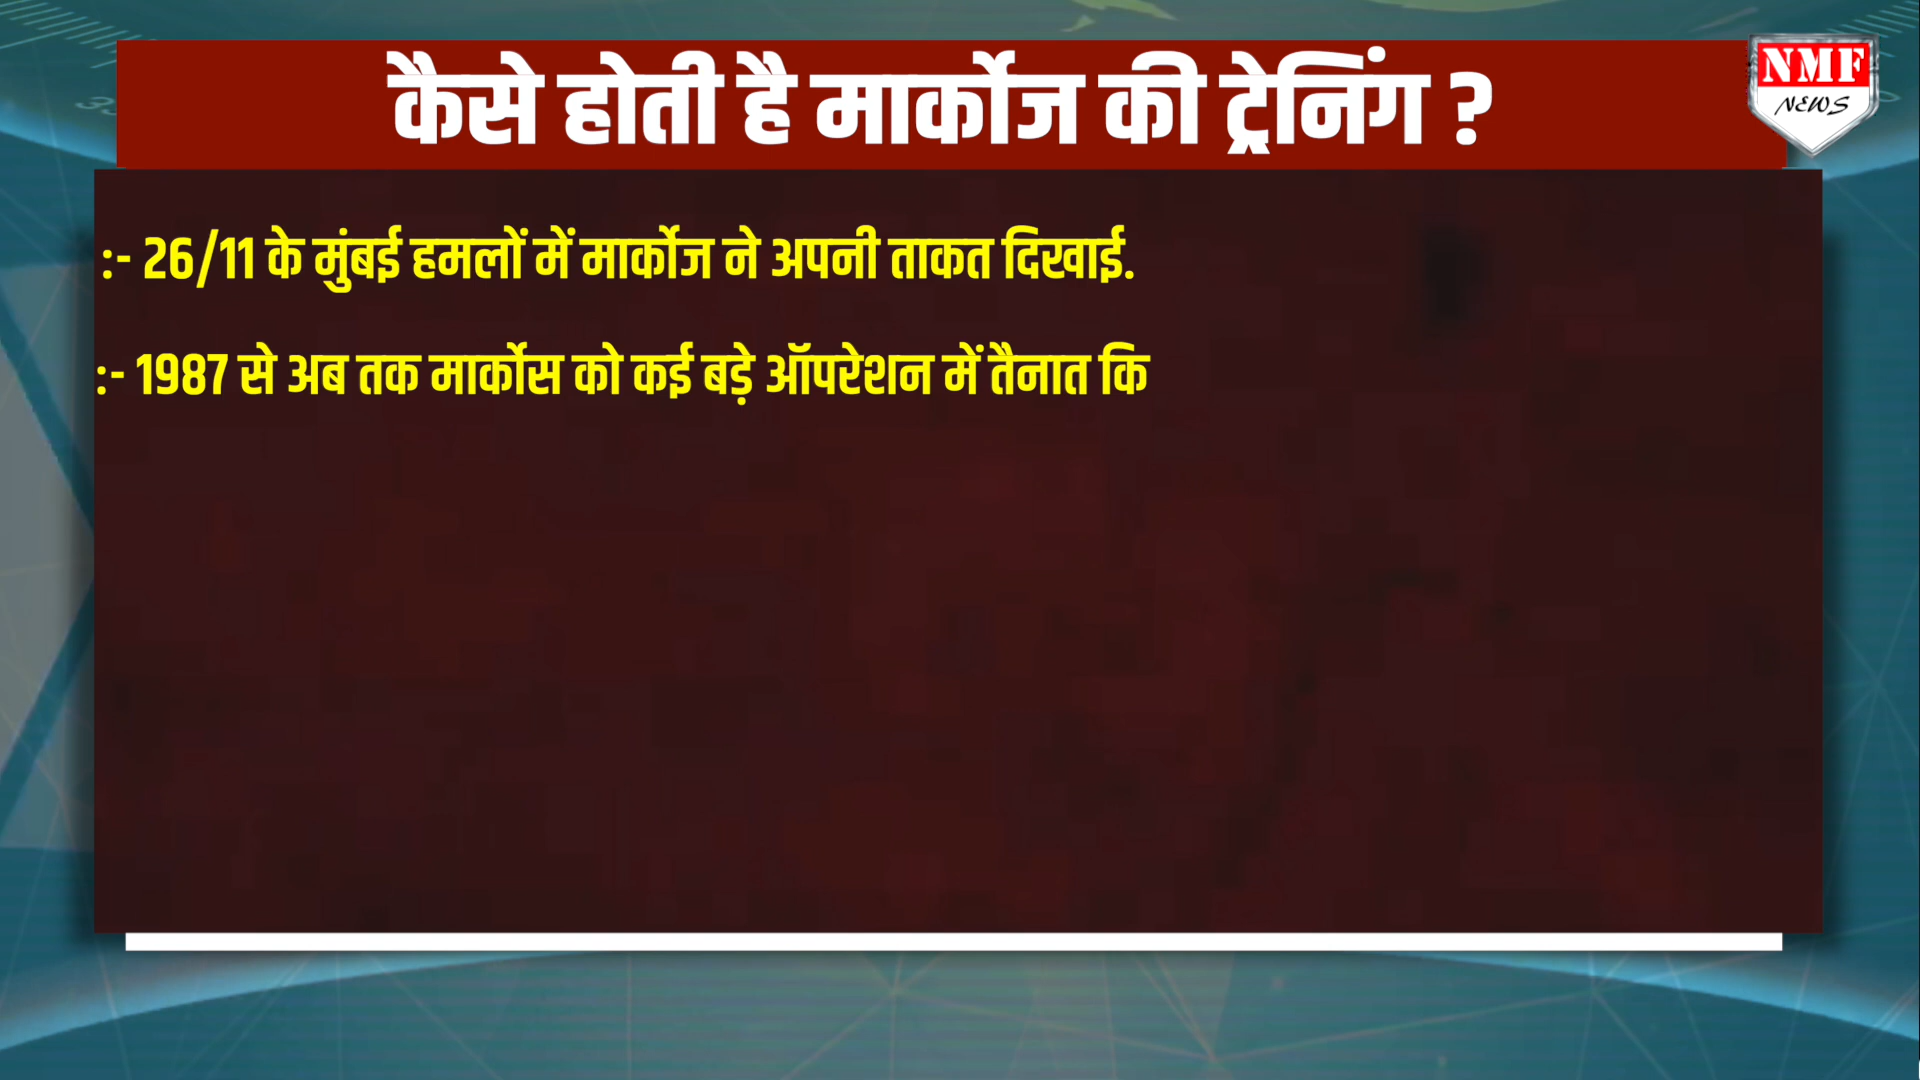 कैसे होती है मार्कोज की ट्रेनिंग ?
NMF
NEWS
:- 26/11 के मुंबई हमलों में मार्कोज ने अपनी ताकत दिखाई.
:- 1987 से अब तक मार्कोस को कई बड़े ऑपरेशन में तैनात कि